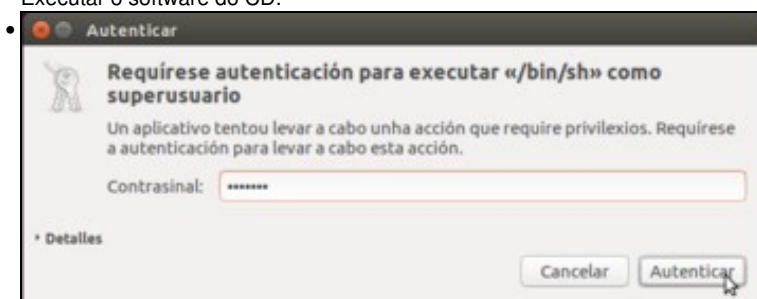 Executar o software do CD.
Autenticar
Requírese autenticación para executar «/bin/sh» como
superusuario
Un aplicativo tentou levar a cabo unha acción que require privilexios. Requírese
a autenticación para levar a cabo esta acción.
Contrasinal: •••••••
Detalles
Cancelar Autenticar